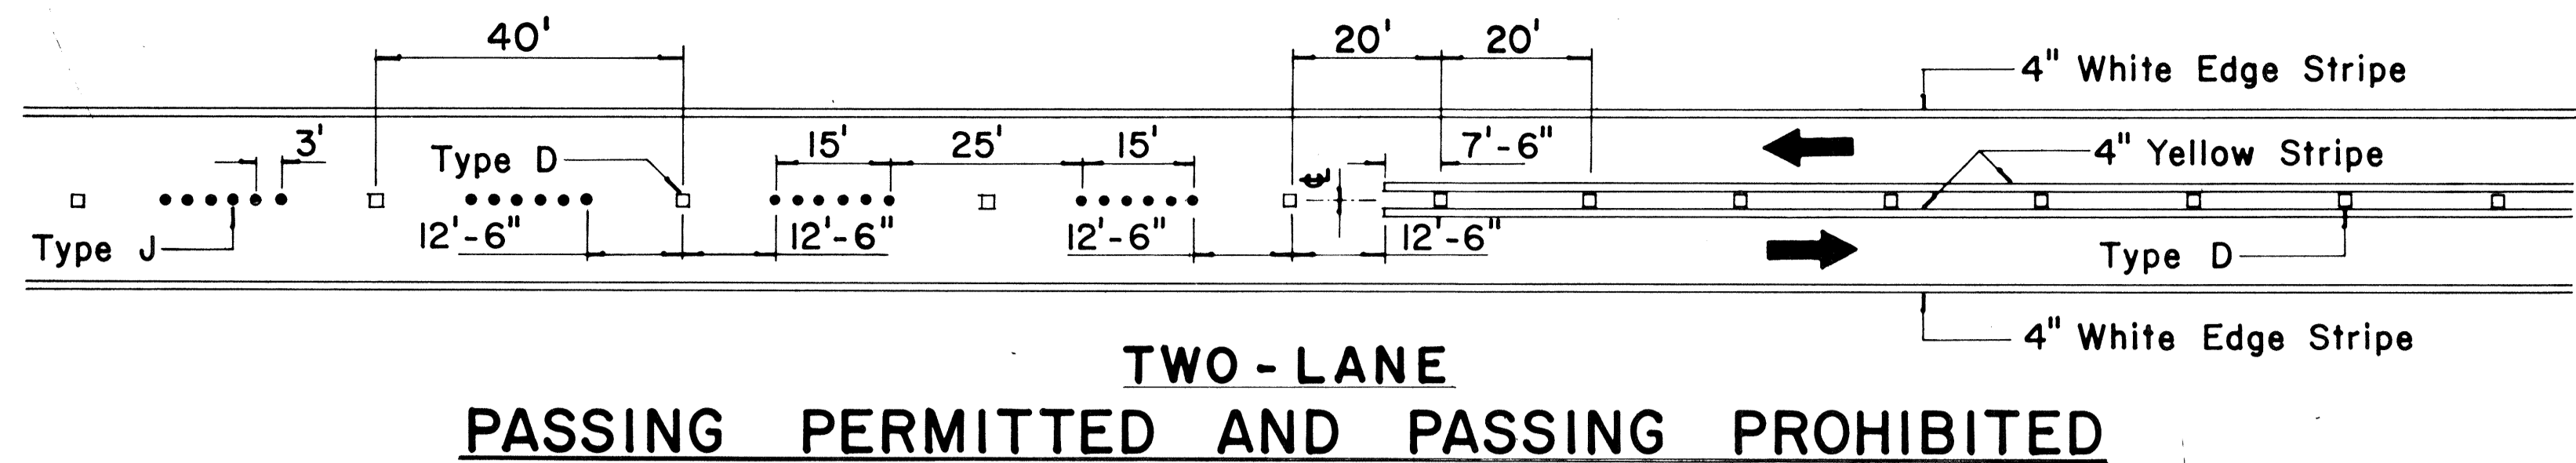 40'
20' 20'
4" White Edge Stripe
3' Type D 15' 25' 15' 7'-6" 4" Yellow Stripe
℄
Type J 12'-6" 12'-6" 12'-6" 12'-6" Type D
4" White Edge Stripe
TWO - LANE
PASSING PERMITTED AND PASSING PROHIBITED